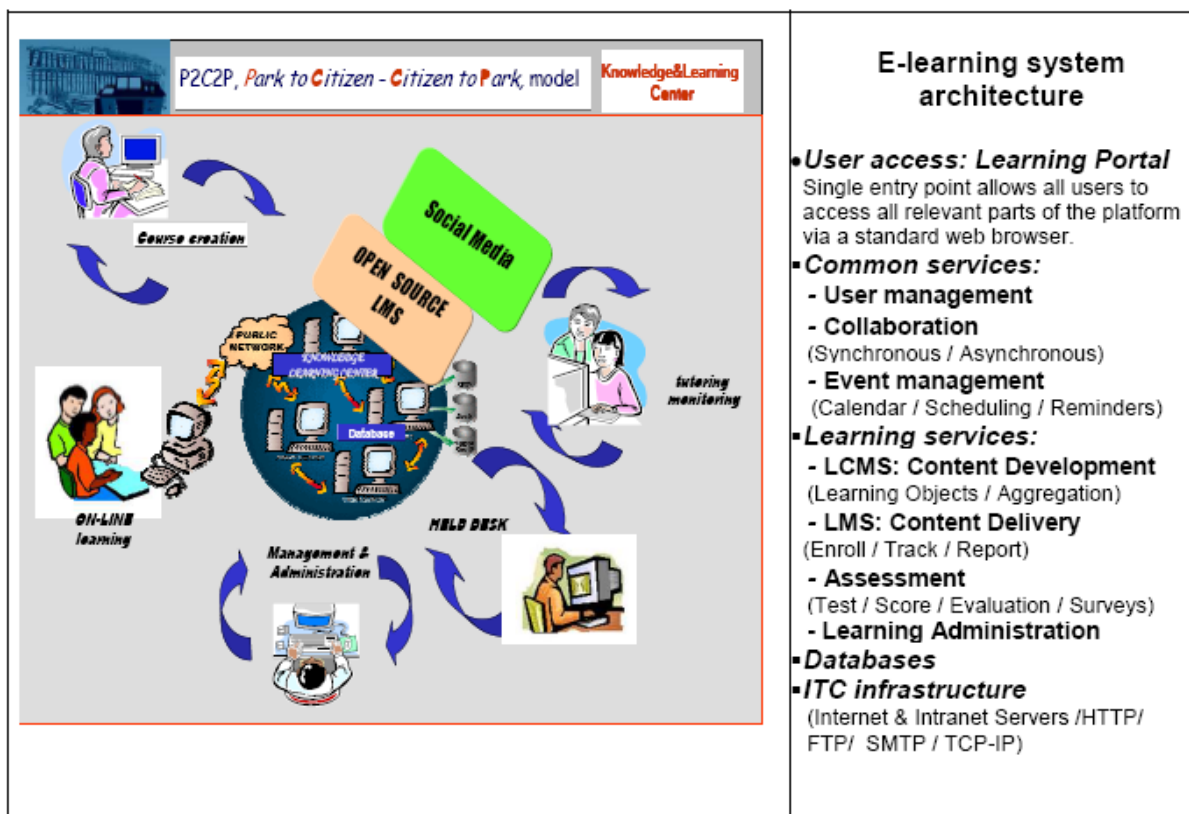 P2C2P, Park to Citizen - Citizen to Park, model
Knowledge&Learning
Center
Course creation
Social Media
OPEN SOURCE
LMS
PUBLIC
NETWORK
KNOWLEDGE
LEARNING CENTER
Database
tutoring
monitoring
ON-LINE
learning
HELD DESK
Management &
Administration
E-learning system
architecture
•User access: Learning Portal
Single entry point allows all users to
access all relevant parts of the platform
via a standard web browser.
▪Common services:
- User management
- Collaboration
(Synchronous / Asynchronous)
- Event management
(Calendar / Scheduling / Reminders)
▪Learning services:
- LCMS: Content Development
(Learning Objects / Aggregation)
- LMS: Content Delivery
(Enroll / Track / Report)
- Assessment
(Test / Score / Evaluation / Surveys)
- Learning Administration
▪Databases
▪ITC infrastructure
(Internet & Intranet Servers /HTTP/
FTP/ SMTP / TCP-IP)